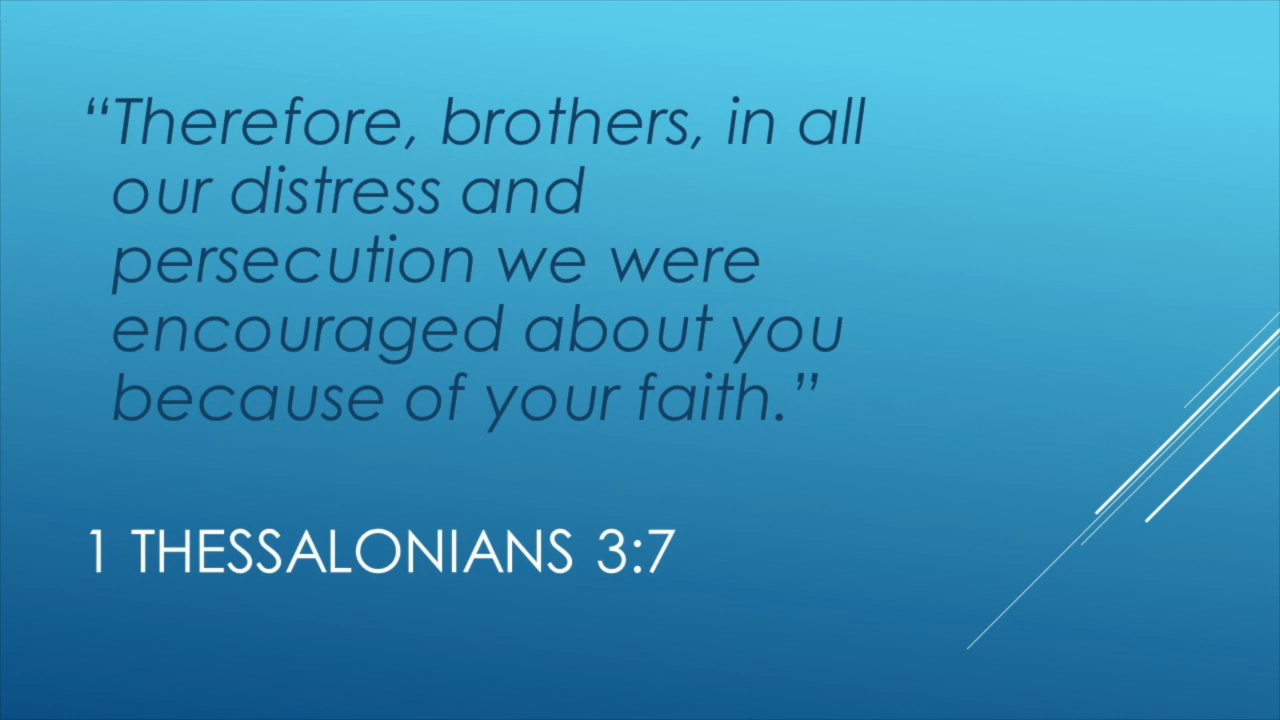 “Therefore, brothers, in all
our distress and
persecution we were
encouraged about you
because of your faith.”
1 THESSALONIANS 3:7